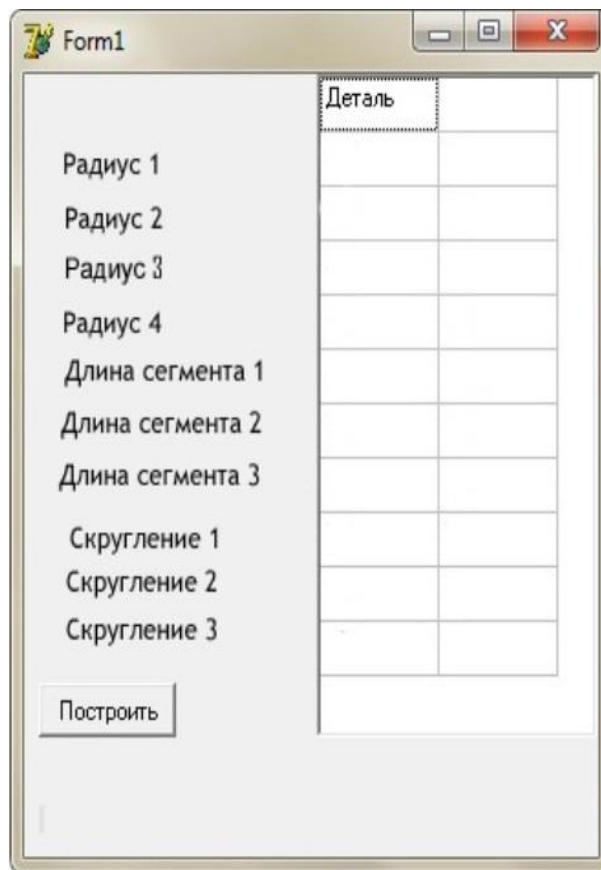 Form1
Деталь
Радиус 1
Радиус 2
Радиус 3
Радиус 4
Длина сегмента 1
Длина сегмента 2
Длина сегмента 3
Скругление 1
Скругление 2
Скругление 3
Построить